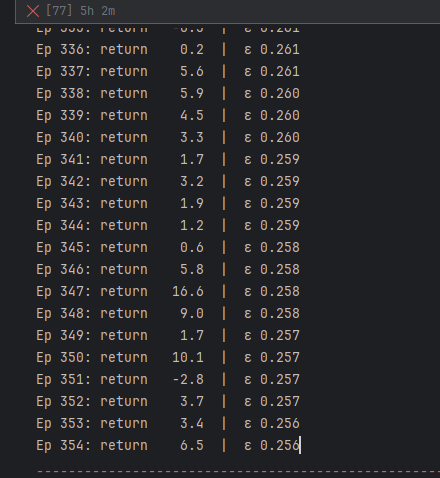 [77] 5h 2m
Ep 336: return 0.2 | ε 0.261
Ep 337: return 5.6 | ε 0.261
Ep 338: return 5.9 | ε 0.260
Ep 339: return 4.5 | ε 0.260
Ep 340: return 3.3 | ε 0.260
Ep 341: return 1.7 | ε 0.259
Ep 342: return 3.2 | ε 0.259
Ep 343: return 1.9 | ε 0.259
Ep 344: return 1.2 | ε 0.259
Ep 345: return 0.6 | ε 0.258
Ep 346: return 5.8 | ε 0.258
Ep 347: return 16.6 | ε 0.258
Ep 348: return 9.0 | ε 0.258
Ep 349: return 1.7 | ε 0.257
Ep 350: return 10.1 | ε 0.257
Ep 351: return -2.8 | ε 0.257
Ep 352: return 3.7 | ε 0.257
Ep 353: return 3.4 | ε 0.256
Ep 354: return 6.5 | ε 0.256